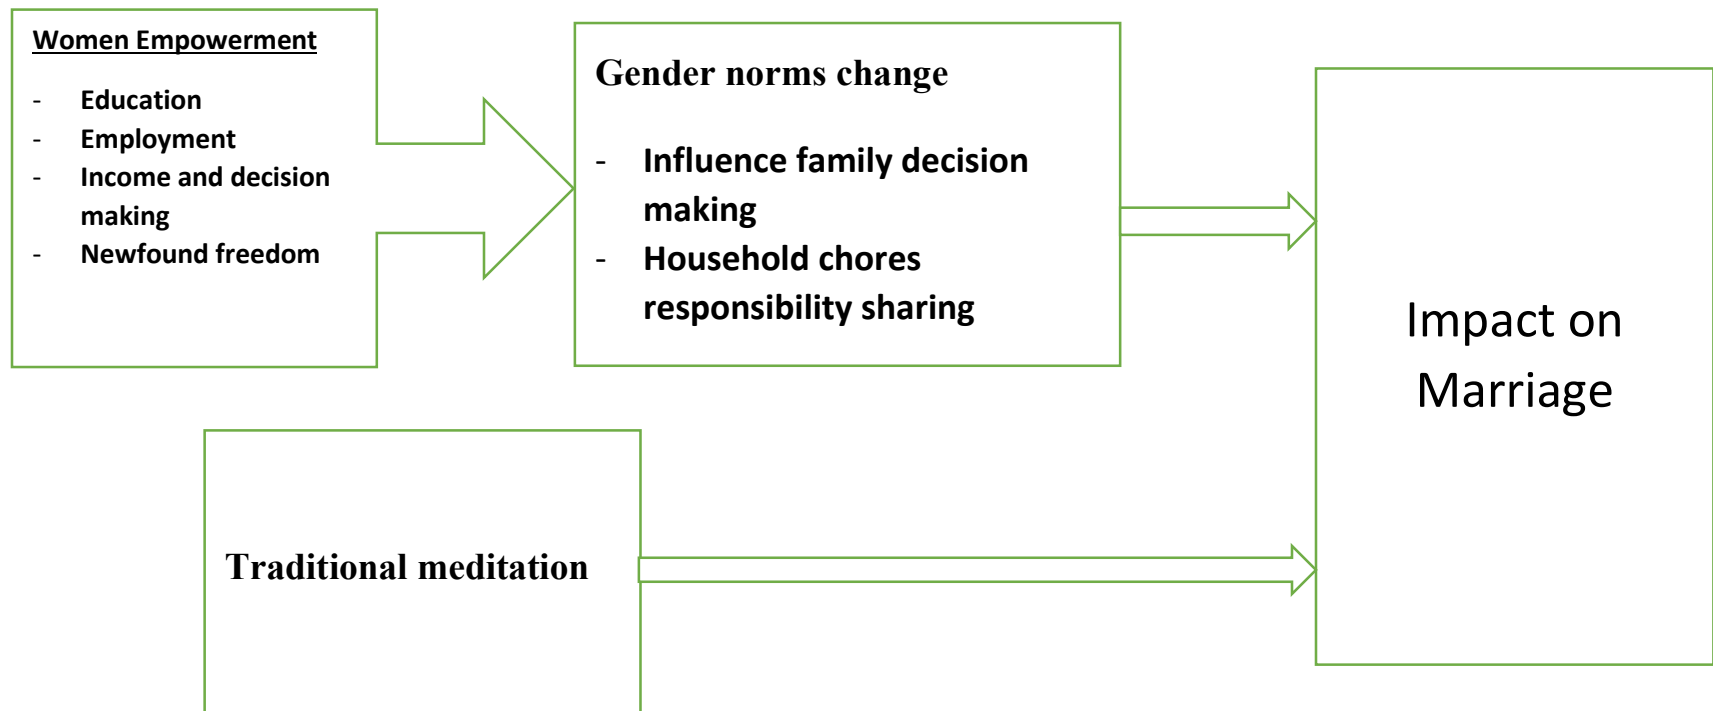 Women Empowerment
- Education
- Employment
- Income and decision
making
- Newfound freedom
Gender norms change
- Influence family decision
making
- Household chores
responsibility sharing
Impact on
Marriage
Traditional meditation